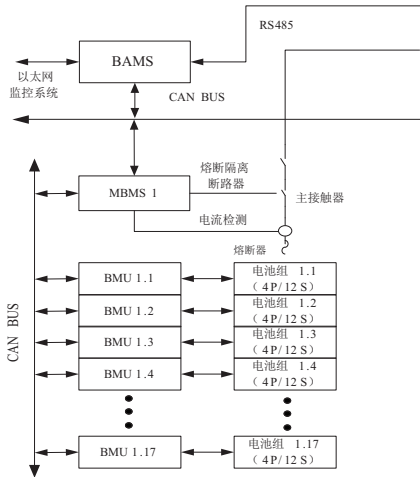 RS485
BAMS
以太网
监控系统
CAN BUS
熔断隔离
断路器
MBMS 1
主接触器
电流检测
熔断器
CAN BUS
BMU 1.1
电池组 1.1
(4P/12S)
BMU 1.2
电池组 1.2
(4P/12S)
BMU 1.3
电池组 1.3
(4P/12S)
BMU 1.4
电池组 1.4
(4P/12S)
BMU 1.17
电池组 1.17
(4P/12S)